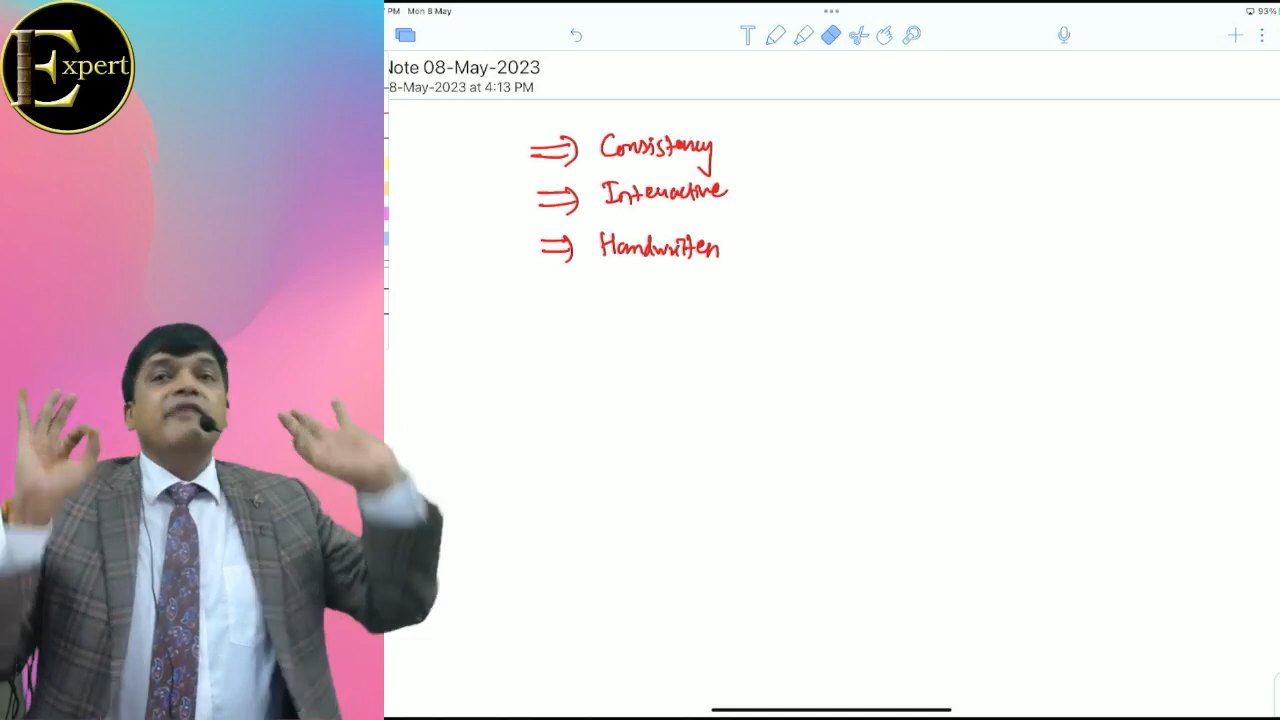 Expert
PM Mon 8 May
93%
Note 08-May-2023
8-May-2023 at 4:13 PM
⇒ Consistency
⇒ Interactive
⇒ Handwritten